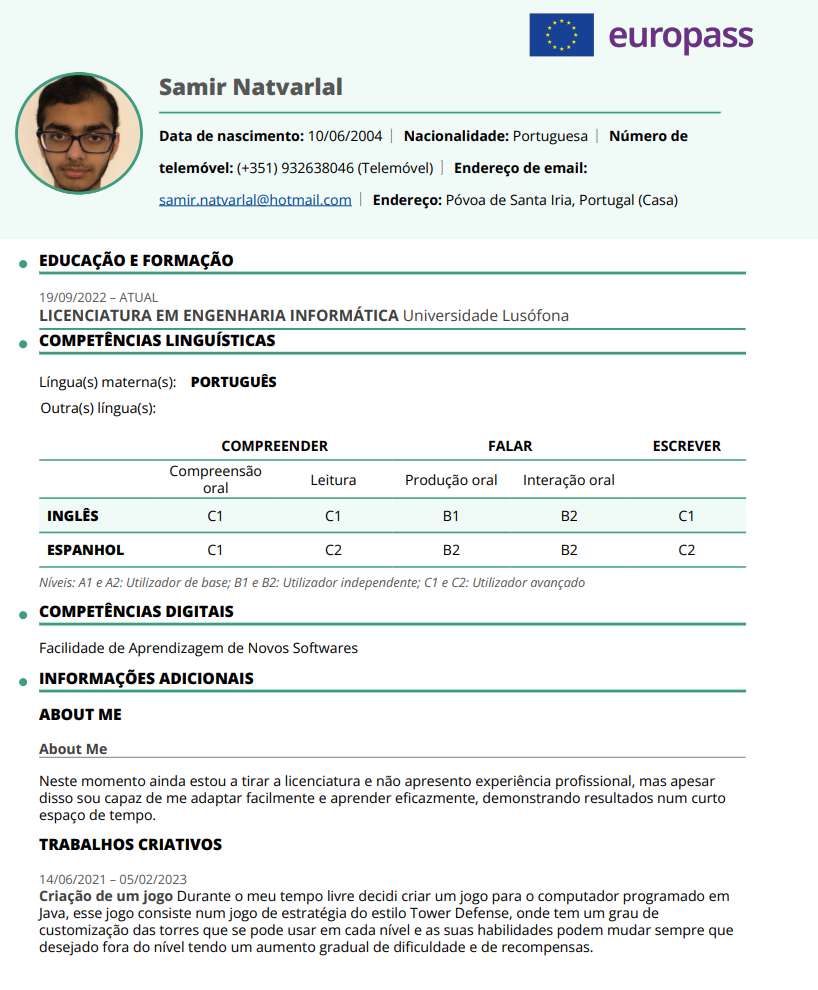 europass
Samir Natvarlal
Data de nascimento: 10/06/2004 | Nacionalidade: Portuguesa | Número de
telemóvel: (+351) 932638046 (Telemóvel) | Endereço de email:
samir.natvarlal@hotmail.com | Endereço: Póvoa de Santa Iria, Portugal (Casa)
EDUCAÇÃO E FORMAÇÃO
19/09/2022 – ATUAL
LICENCIATURA EM ENGENHARIA INFORMÁTICA Universidade Lusófona
COMPETÊNCIAS LINGUÍSTICAS
Língua(s) materna(s): PORTUGUÊS
Outra(s) língua(s):
COMPREENDER FALAR ESCREVER
Compreensão oral Leitura Produção oral Interação oral
INGLÊS C1 C1 B1 B2 C1
ESPANHOL C1 C2 B2 B2 C2
Níveis: A1 e A2: Utilizador de base; B1 e B2: Utilizador independente; C1 e C2: Utilizador avançado
COMPETÊNCIAS DIGITAIS
Facilidade de Aprendizagem de Novos Softwares
INFORMAÇÕES ADICIONAIS
ABOUT ME
About Me
Neste momento ainda estou a tirar a licenciatura e não apresento experiência profissional, mas apesar
disso sou capaz de me adaptar facilmente e aprender eficazmente, demonstrando resultados num curto
espaço de tempo.
TRABALHOS CRIATIVOS
14/06/2021 – 05/02/2023
Criação de um jogo Durante o meu tempo livre decidi criar um jogo para o computador programado em
Java, esse jogo consiste num jogo de estratégia do estilo Tower Defense, onde tem um grau de
customização das torres que se pode usar em cada nível e as suas habilidades podem mudar sempre que
desejado fora do nível tendo um aumento gradual de dificuldade e de recompensas.